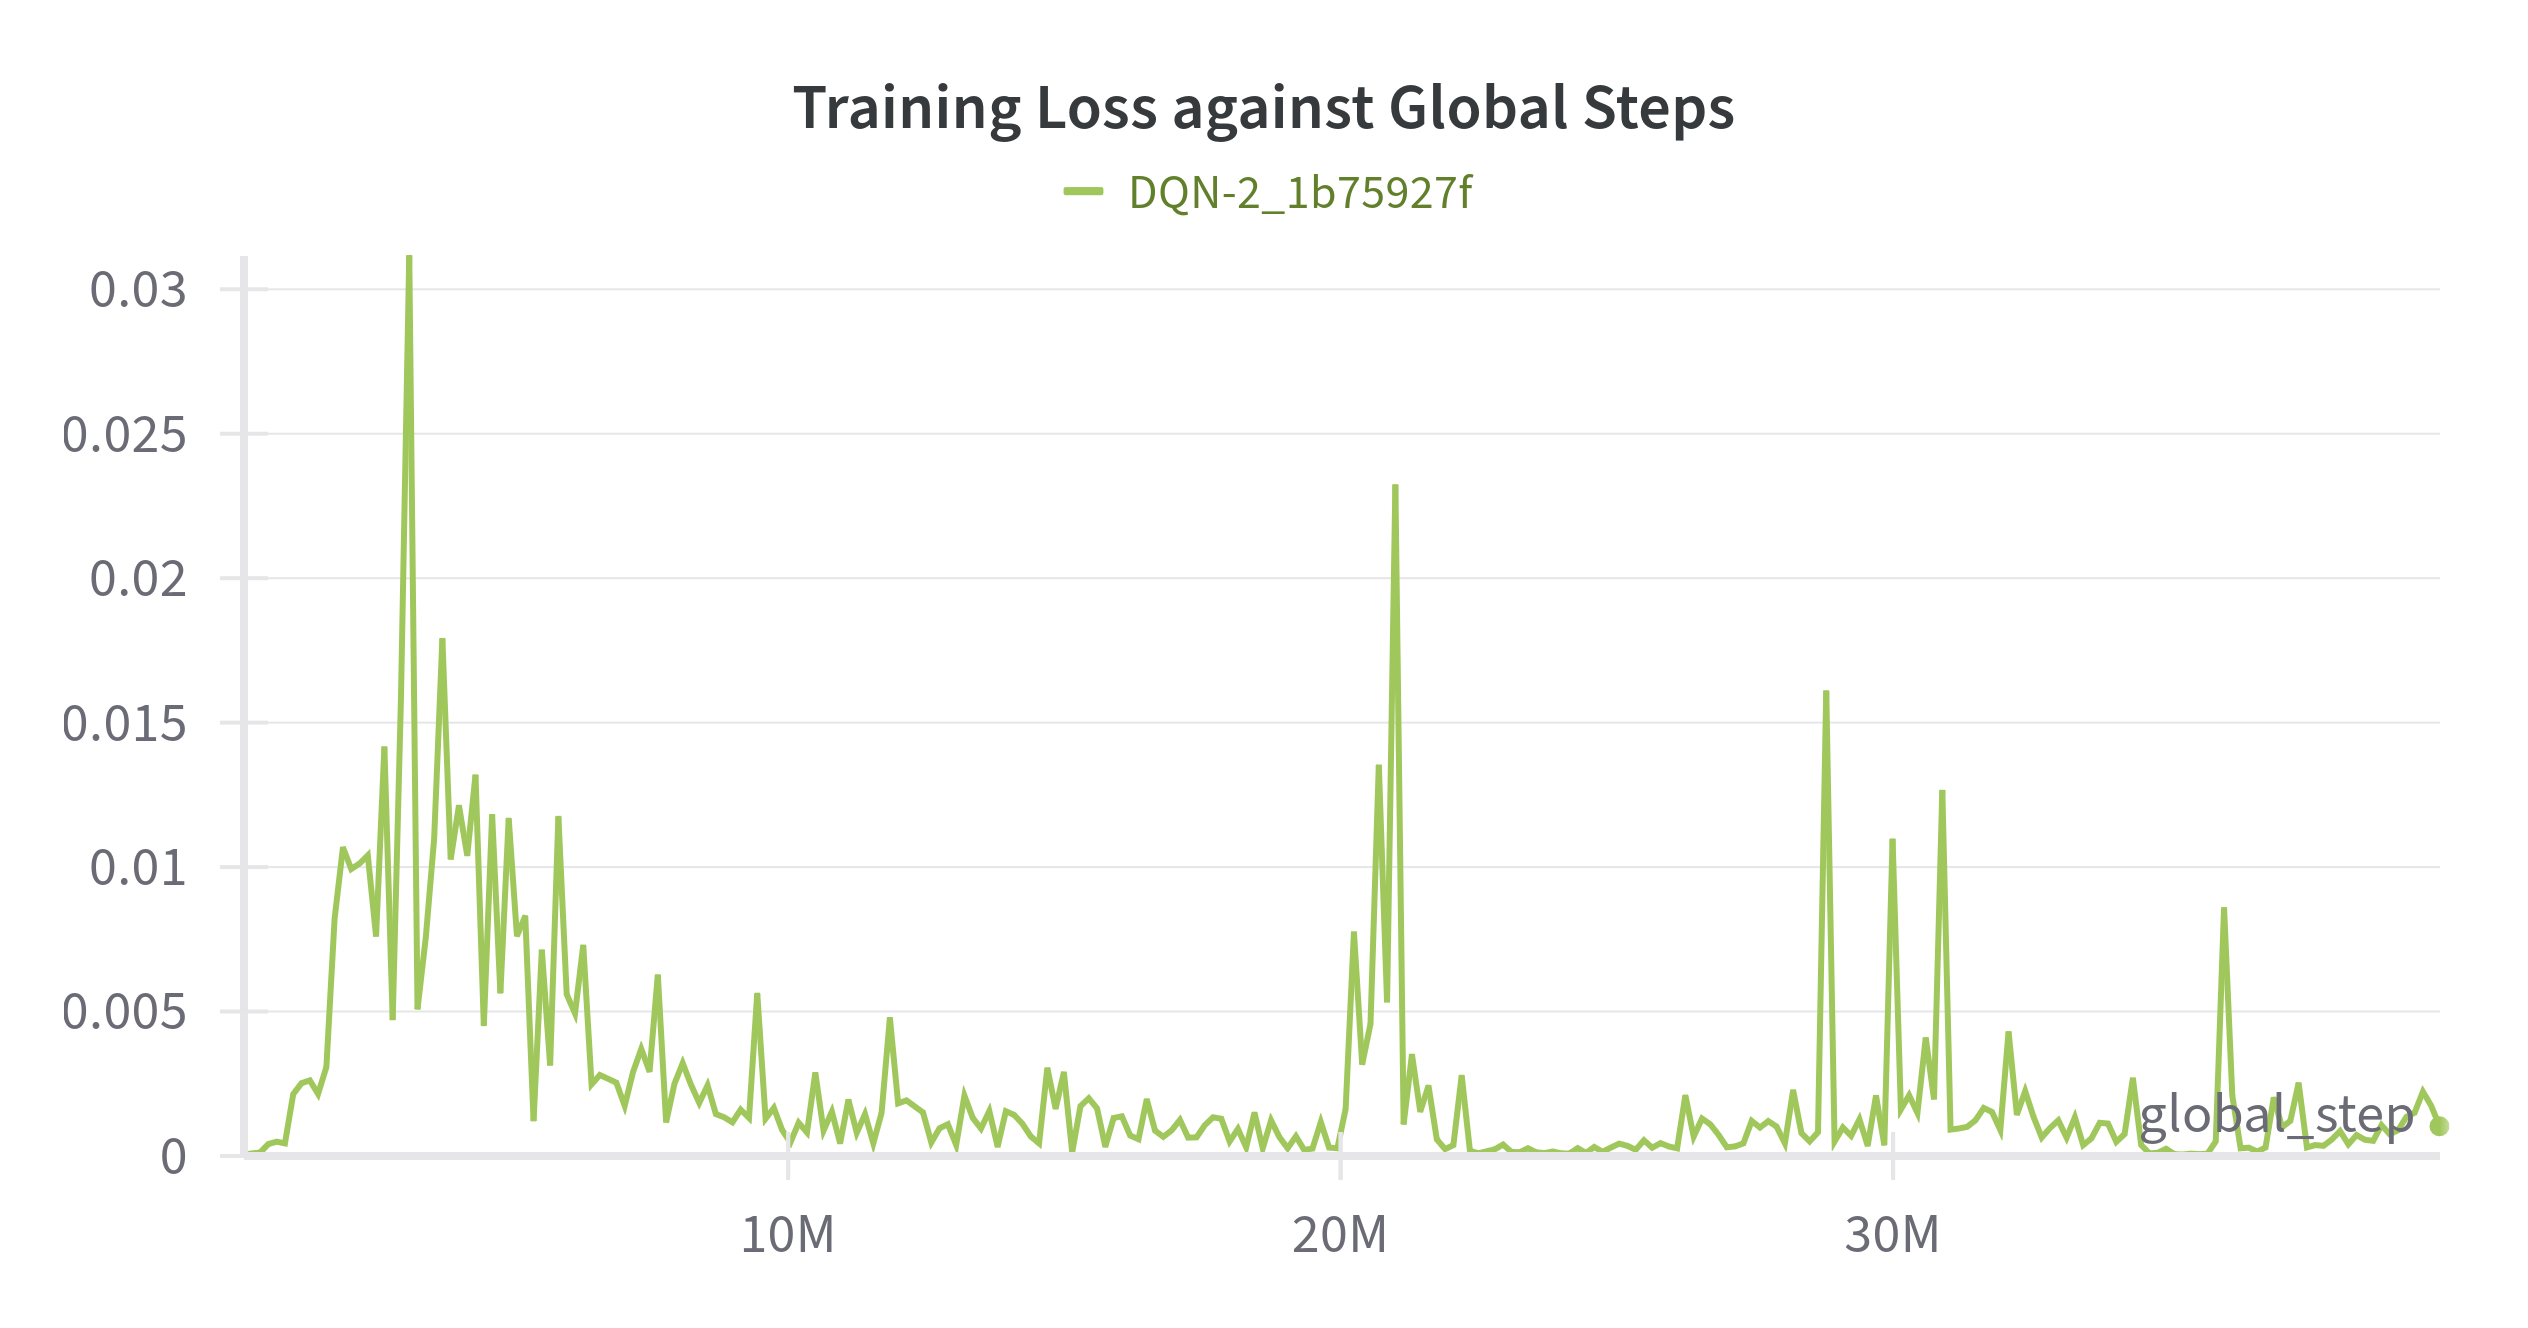 Training Loss against Global Steps
DQN-2_1b75927f
0.03
0.025
0.02
0.015
0.01
0.005
0
global_step
10M
20M
30M